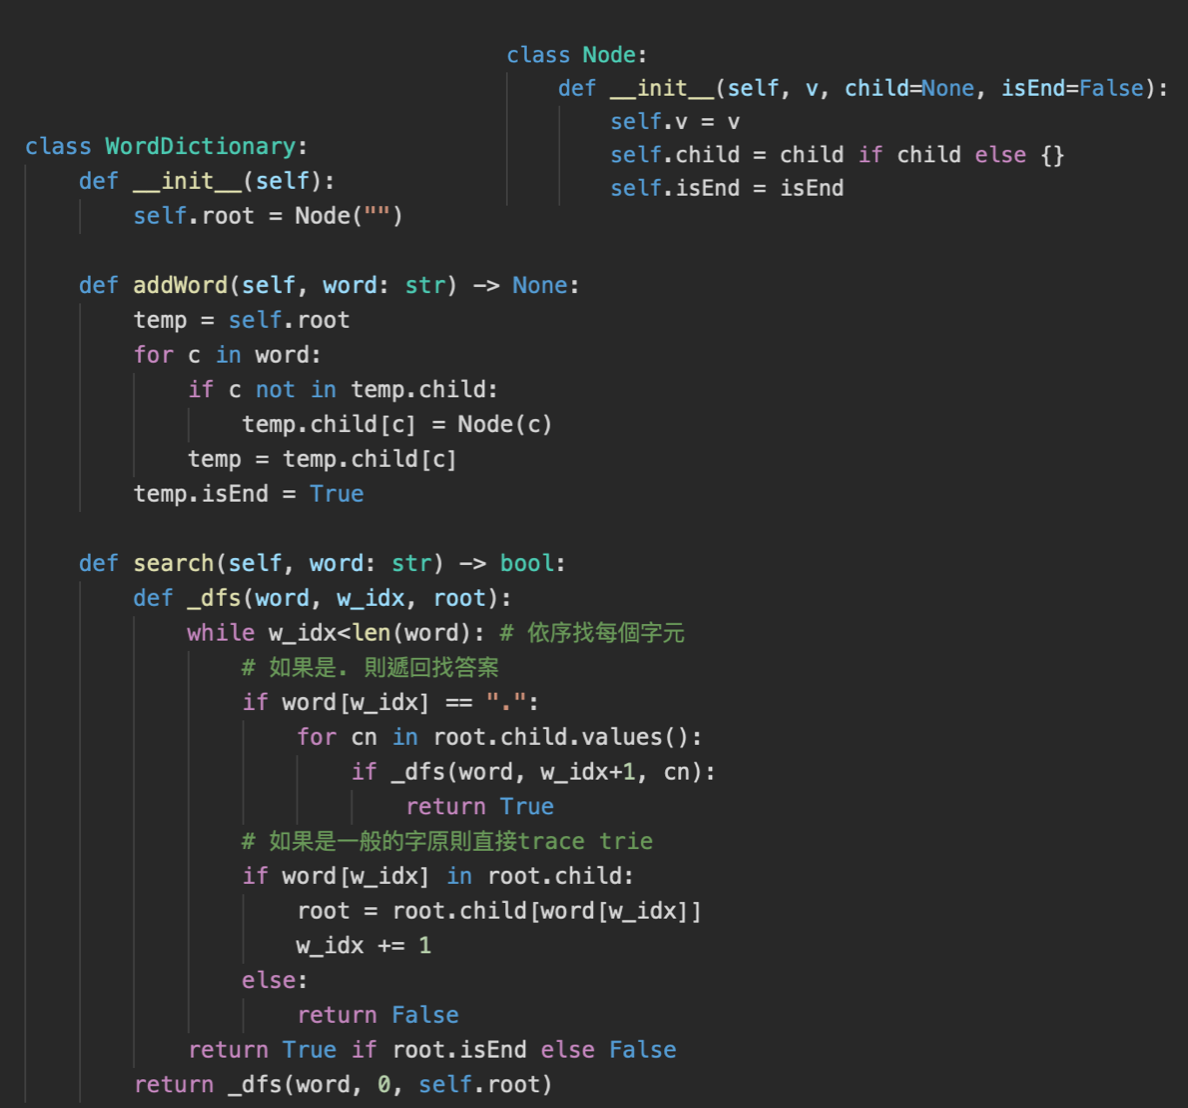 class Node:
    def __init__(self, v, child=None, isEnd=False):
        self.v = v
        self.child = child if child else {}
        self.isEnd = isEnd
class WordDictionary:
    def __init__(self):
        self.root = Node("")
    def addWord(self, word: str) -> None:
        temp = self.root
        for c in word:
            if c not in temp.child:
                temp.child[c] = Node(c)
            temp = temp.child[c]
        temp.isEnd = True
    def search(self, word: str) -> bool:
        def _dfs(word, w_idx, root):
            while w_idx<len(word): # 依序找每個字元
                # 如果是. 則遞回找答案
                if word[w_idx] == ".":
                    for cn in root.child.values():
                        if _dfs(word, w_idx+1, cn):
                            return True
                # 如果是一般的字原則直接trace trie
                if word[w_idx] in root.child:
                    root = root.child[word[w_idx]]
                    w_idx += 1
                else:
                    return False
            return True if root.isEnd else False
        return _dfs(word, 0, self.root)